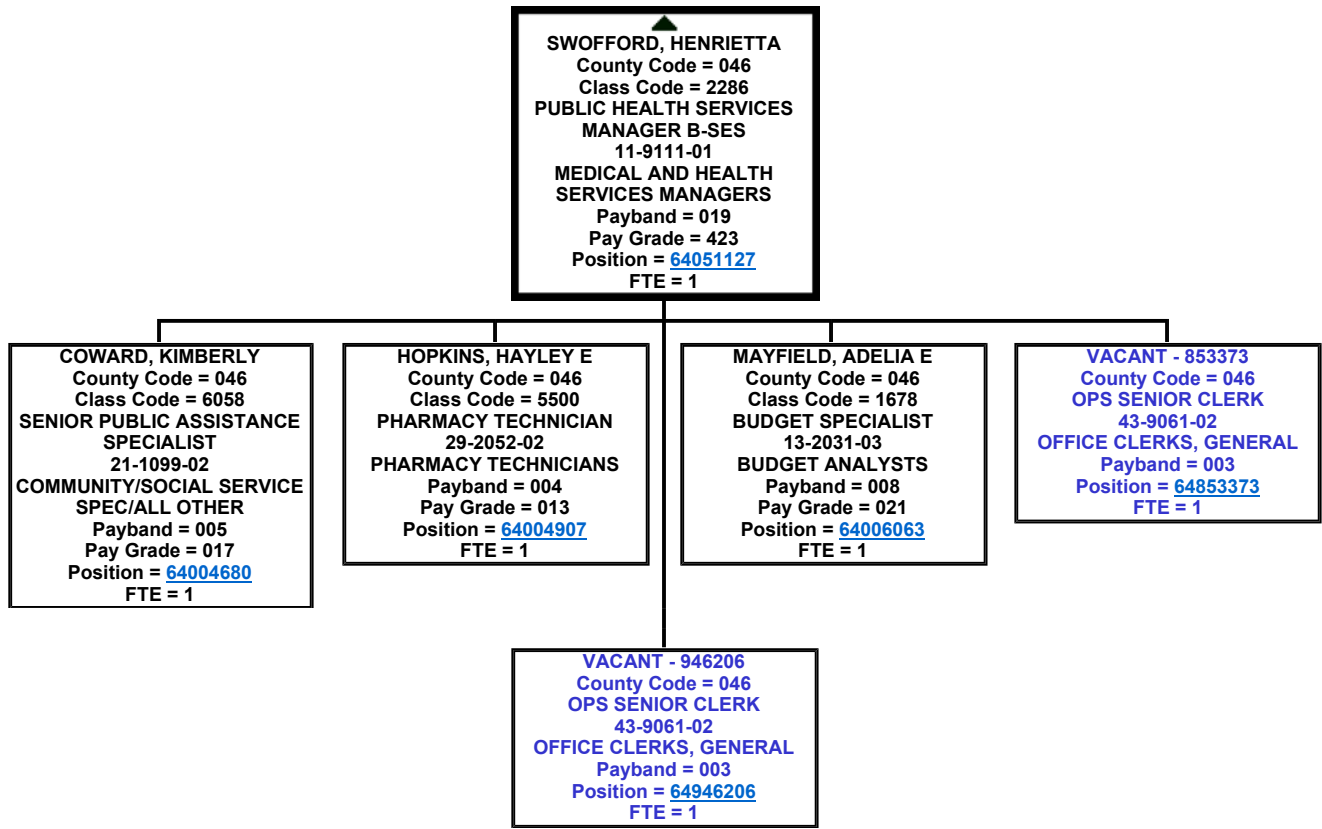 SWOFFORD, HENRIETTA
County Code = 046
Class Code = 2286
PUBLIC HEALTH SERVICES
MANAGER B-SES
11-9111-01
MEDICAL AND HEALTH
SERVICES MANAGERS
Payband = 019
Pay Grade = 423
Position = 64051127
FTE = 1
COWARD, KIMBERLY
County Code = 046
Class Code = 6058
SENIOR PUBLIC ASSISTANCE
SPECIALIST
21-1099-02
COMMUNITY/SOCIAL SERVICE
SPEC/ALL OTHER
Payband = 005
Pay Grade = 017
Position = 64004680
FTE = 1
HOPKINS, HAYLEY E
County Code = 046
Class Code = 5500
PHARMACY TECHNICIAN
29-2052-02
PHARMACY TECHNICIANS
Payband = 004
Pay Grade = 013
Position = 64004907
FTE = 1
MAYFIELD, ADELIA E
County Code = 046
Class Code = 1678
BUDGET SPECIALIST
13-2031-03
BUDGET ANALYSTS
Payband = 008
Pay Grade = 021
Position = 64006063
FTE = 1
VACANT - 853373
County Code = 046
OPS SENIOR CLERK
43-9061-02
OFFICE CLERKS, GENERAL
Payband = 003
Position = 64853373
FTE = 1
VACANT - 946206
County Code = 046
OPS SENIOR CLERK
43-9061-02
OFFICE CLERKS, GENERAL
Payband = 003
Position = 64946206
FTE = 1